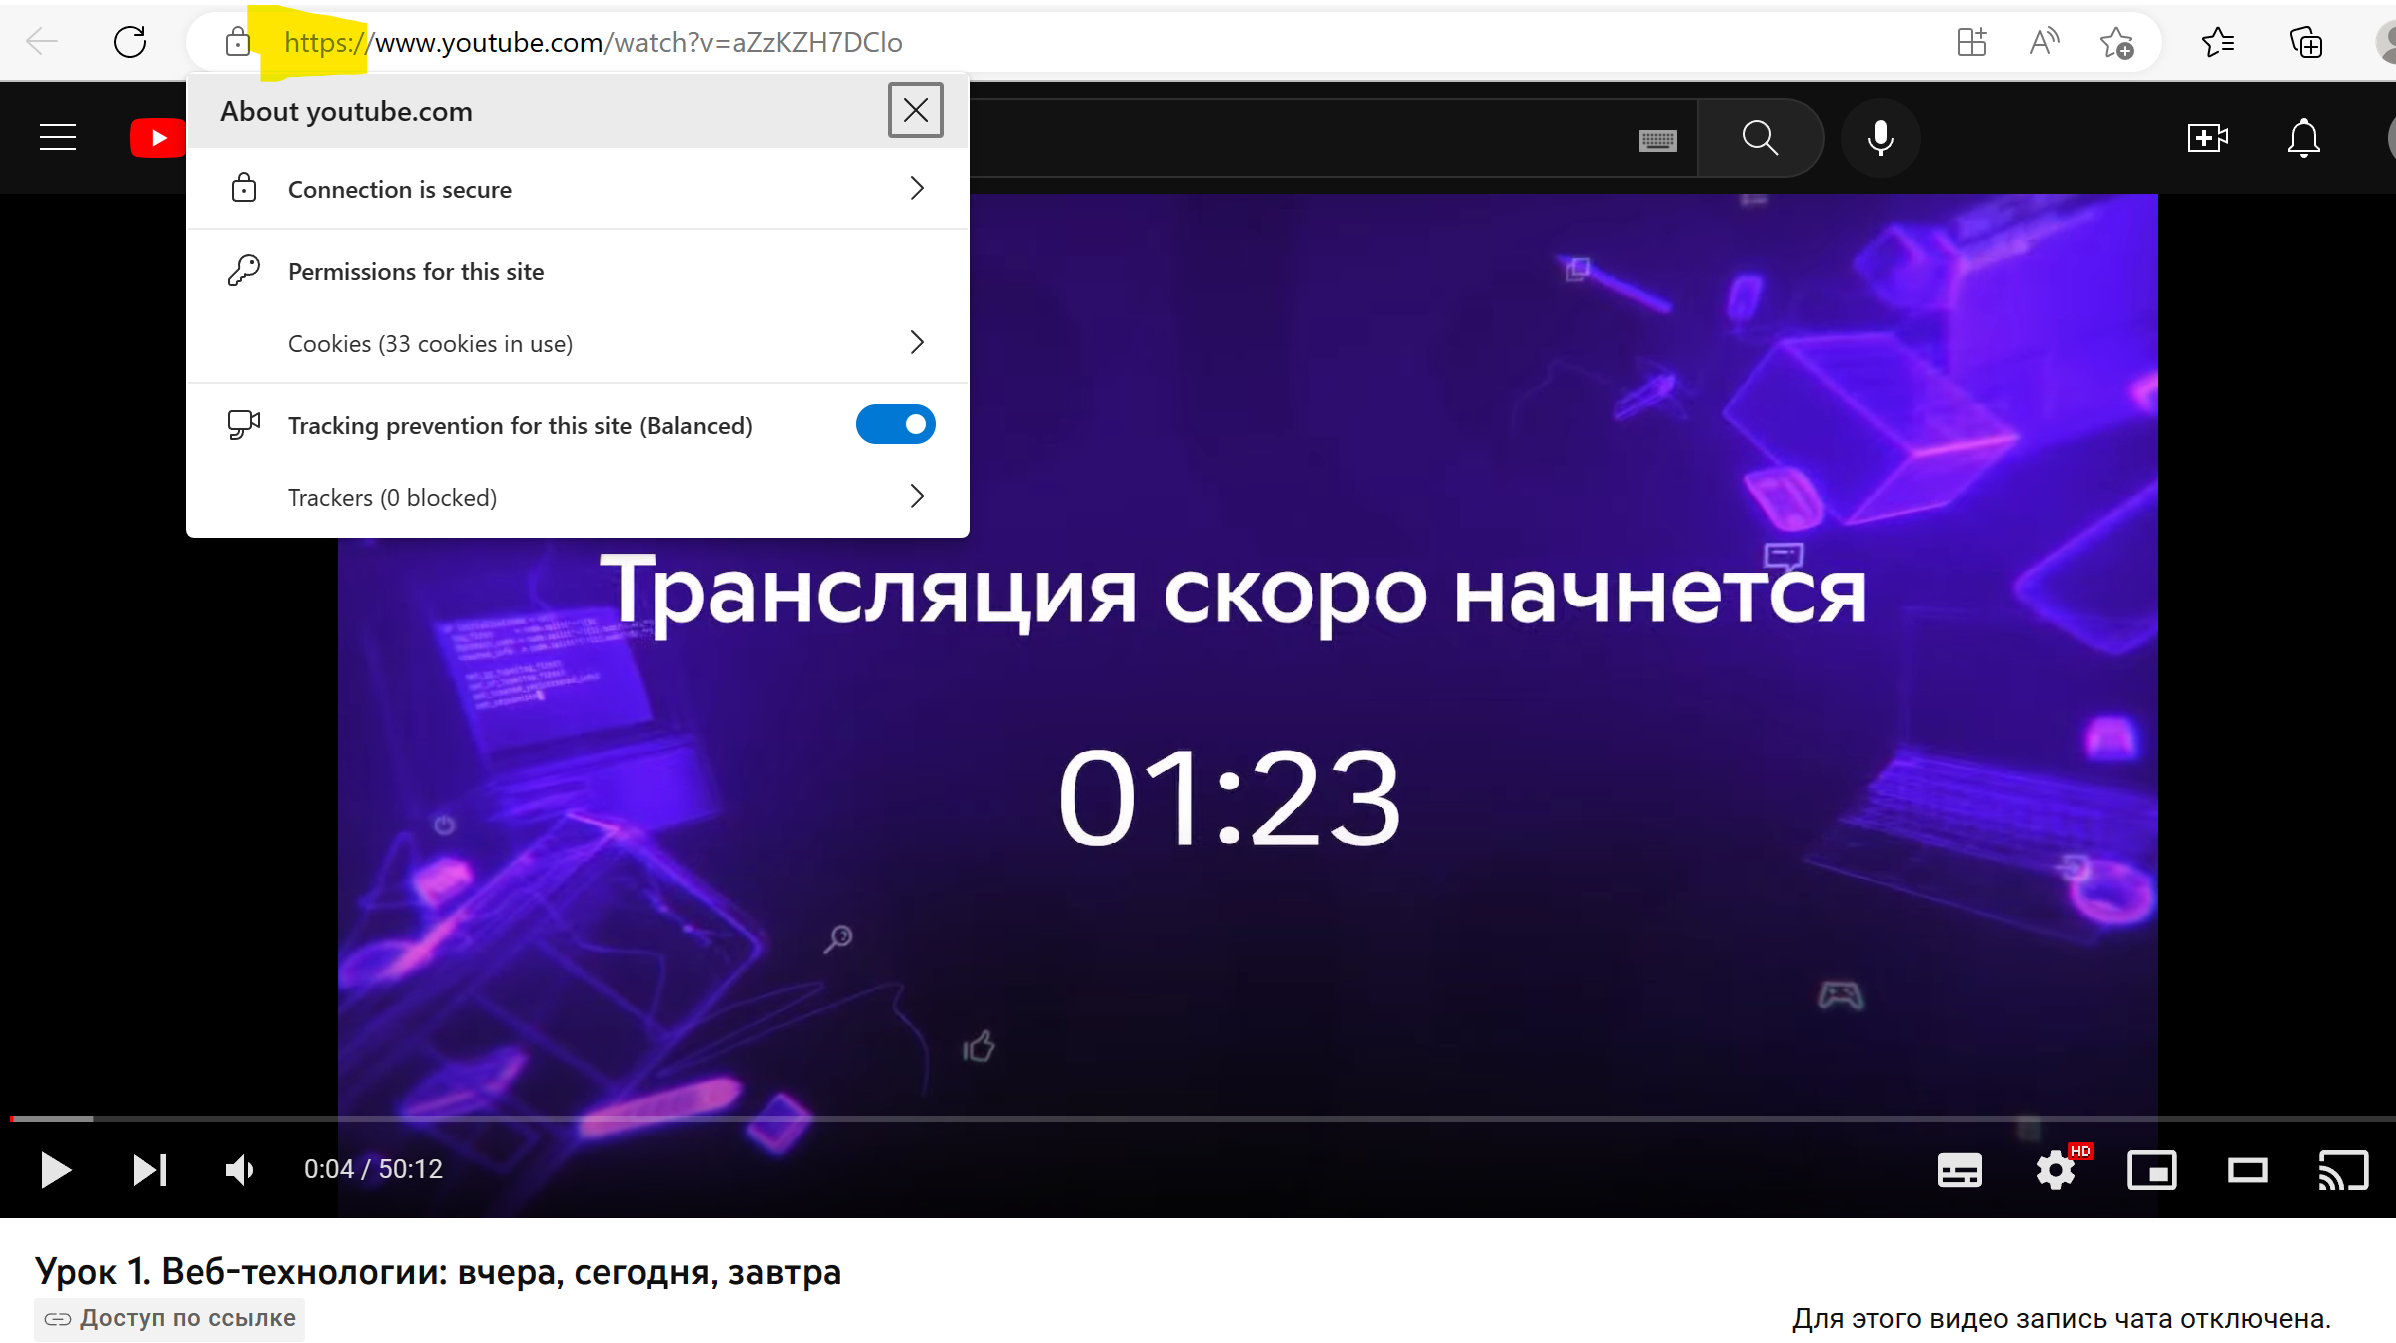 https://www.youtube.com/watch?v=aZzKZH7DClo
About youtube.com
Connection is secure
Permissions for this site
Cookies (33 cookies in use)
Tracking prevention for this site (Balanced)
Trackers (0 blocked)
Трансляция скоро начнется
01:23
0:04 / 50:12
HD
Урок 1. Веб-технологии: вчера, сегодня, завтра
Доступ по ссылке
Для этого видео запись чата отключена.